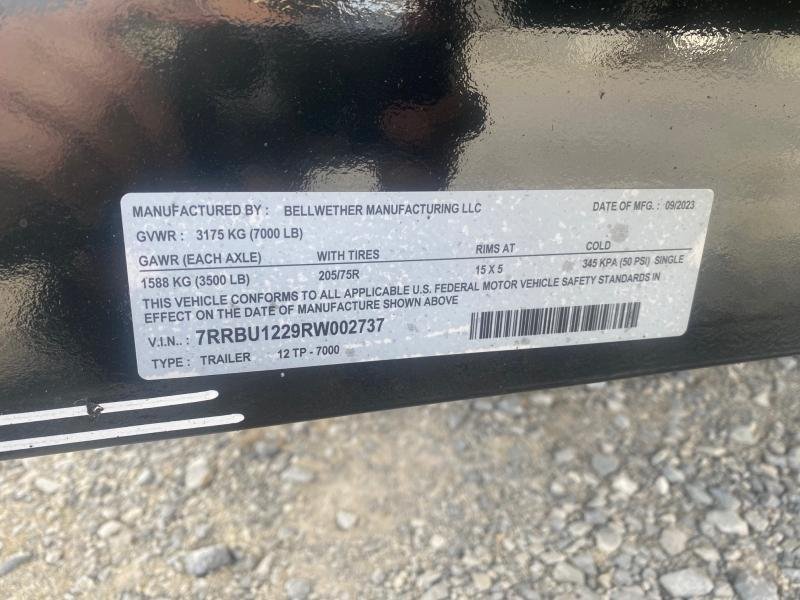 MANUFACTURED BY : BELLWETHER MANUFACTURING LLC DATE OF MFG. : 09/2023
GVWR : 3175 KG (7000 LB)
GAWR (EACH AXLE) WITH TIRES RIMS AT COLD
1588 KG (3500 LB) 205/75R 15 X 5 345 KPA (50 PSI) SINGLE
THIS VEHICLE CONFORMS TO ALL APPLICABLE U.S. FEDERAL MOTOR VEHICLE SAFETY STANDARDS IN
EFFECT ON THE DATE OF MANUFACTURE SHOWN ABOVE
V.I.N.. : 7RRBU1229RW002737
TYPE : TRAILER 12 TP - 7000